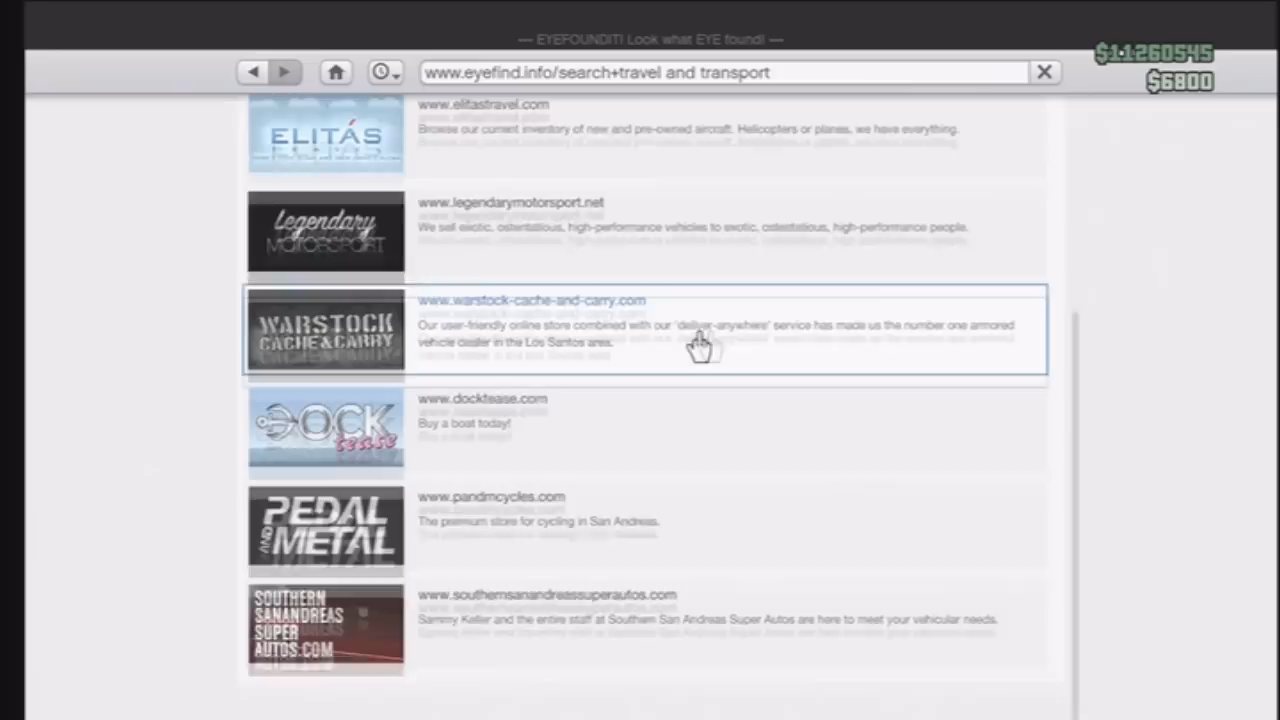 — EYEFOUNDIT! Look what EYE found! —
$11260545
www.eyefind.info/search+travel and transport
$6800
ELITÁS
www.elitastravel.com
Browse our current inventory of new and pre-owned aircraft. Helicopters or planes, we have everything.
Legendary
MOTORSPORT
www.legendarymotorsport.net
We sell exotic, ostentatious, high-performance vehicles to exotic, ostentatious, high-performance people.
WARSTOCK
CACHE&CARRY
www.warstock-cache-and-carry.com
Our user-friendly online store combined with our 'deliver-anywhere' service has made us the number one armored
vehicle dealer in the Los Santos area.
DOCK
tease
www.docktease.com
Buy a boat today!
PEDAL
AND METAL
www.pandmcycles.com
The premium store for cycling in San Andreas.
SOUTHERN
SANANDREAS
SUPER
AUTOS.COM
www.southernsanandreassuperautos.com
Sammy Keller and the entire staff at Southern San Andreas Super Autos are here to meet your vehicular needs.